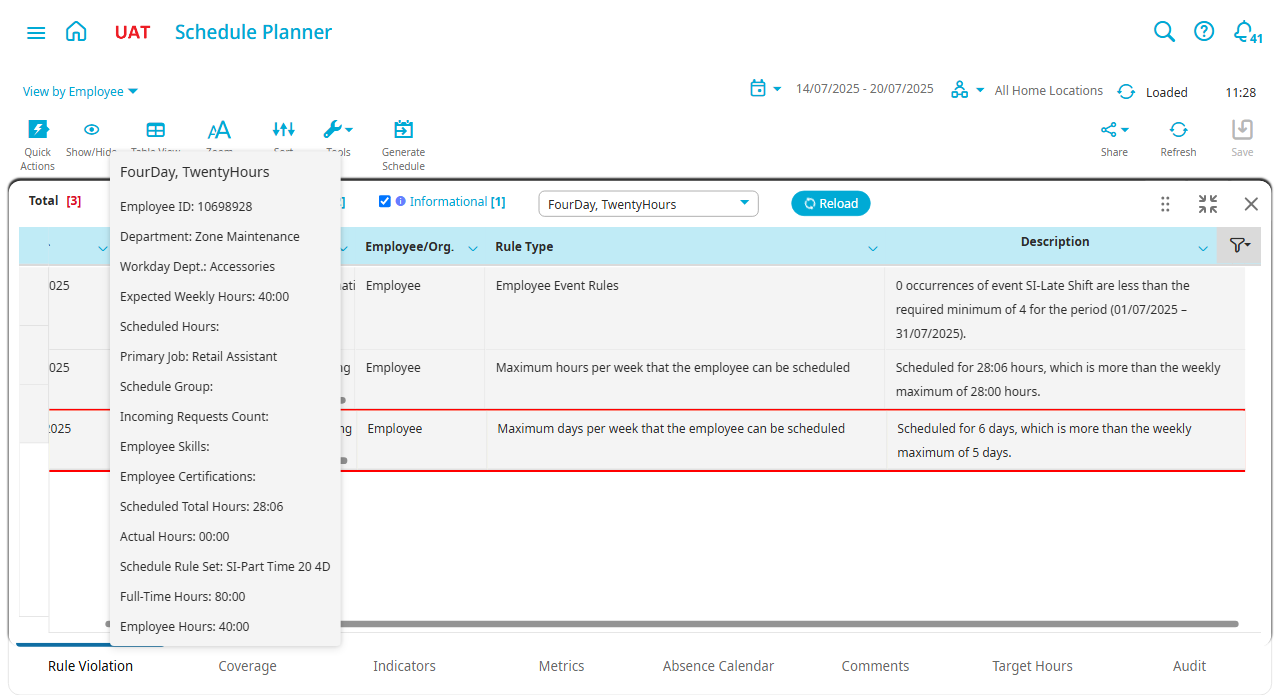 UAT
Schedule Planner
41
View by Employee
14/07/2025 - 20/07/2025
All Home Locations
Loaded
11:28
Quick
Actions
Show/Hide
Tools
Generate
Schedule
Share
Refresh
Save
Total [3]
Informational [1]
FourDay, TwentyHours
Reload
Employee/Org.
Rule Type
Description
025
Employee
Employee Event Rules
0 occurrences of event SI-Late Shift are less than the
required minimum of 4 for the period (01/07/2025 –
31/07/2025).
025
Employee
Maximum hours per week that the employee can be scheduled
Scheduled for 28:06 hours, which is more than the weekly
maximum of 28:00 hours.
2025
Employee
Maximum days per week that the employee can be scheduled
Scheduled for 6 days, which is more than the weekly
maximum of 5 days.
FourDay, TwentyHours
Employee ID: 10698928
Department: Zone Maintenance
Workday Dept.: Accessories
Expected Weekly Hours: 40:00
Scheduled Hours:
Primary Job: Retail Assistant
Schedule Group:
Incoming Requests Count:
Employee Skills:
Employee Certifications:
Scheduled Total Hours: 28:06
Actual Hours: 00:00
Schedule Rule Set: SI-Part Time 20 4D
Full-Time Hours: 80:00
Employee Hours: 40:00
Rule Violation
Coverage
Indicators
Metrics
Absence Calendar
Comments
Target Hours
Audit